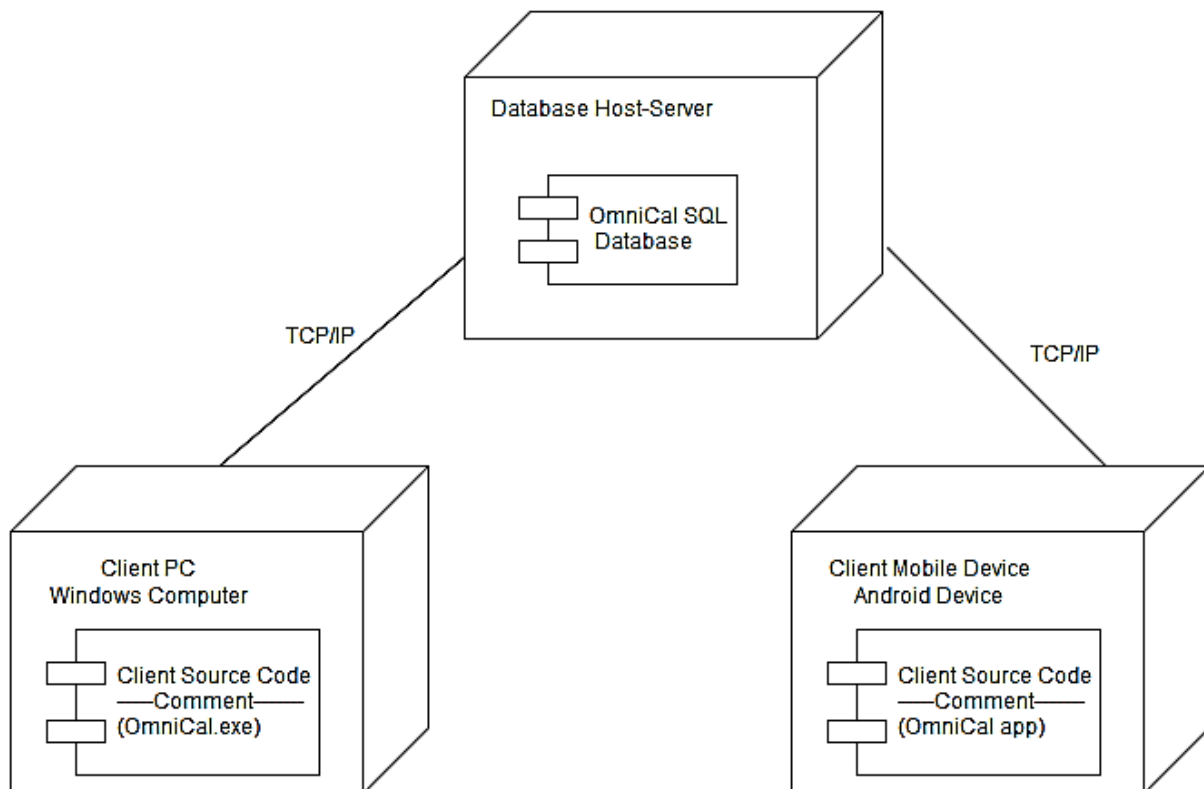 Database Host-Server
OmniCal SQL
Database
TCP/IP
TCP/IP
Client PC
Windows Computer
Client Source Code
-----Comment-------
(OmniCal.exe)
Client Mobile Device
Android Device
Client Source Code
-----Comment-------
(OmniCal app)